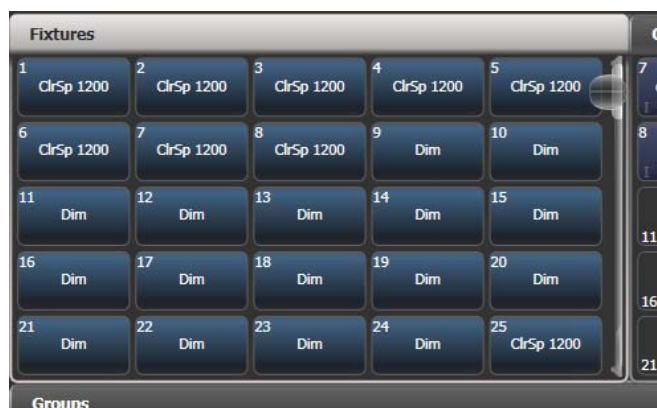 Fixtures
1 2 3 4 5
ClrSp 1200 ClrSp 1200 ClrSp 1200 ClrSp 1200 ClrSp 1200
7
6 7 8 9 10
ClrSp 1200 ClrSp 1200 ClrSp 1200 Dim Dim
8
11 12 13 14 15
Dim Dim Dim Dim Dim
11
16 17 18 19 20
Dim Dim Dim Dim Dim
16
21 22 23 24 25
Dim Dim Dim Dim ClrSp 1200
21
Groups